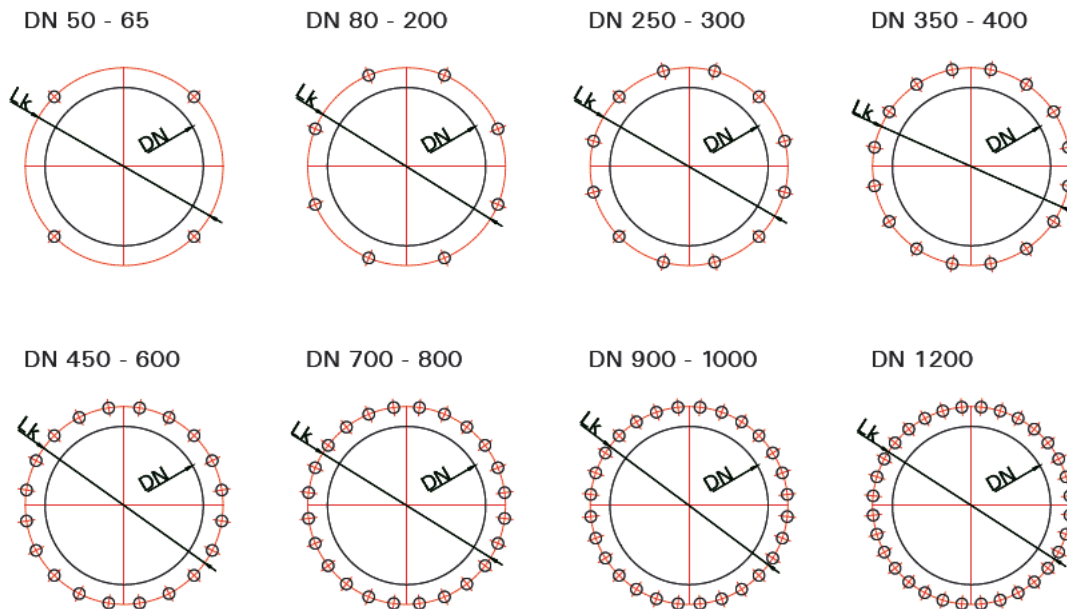 DN 50 - 65
DN 80 - 200
DN 250 - 300
DN 350 - 400
Lk
DN
Lk
DN
Lk
DN
Lk
DN
DN 450 - 600
DN 700 - 800
DN 900 - 1000
DN 1200
Lk
DN
Lk
DN
Lk
DN
Lk
DN